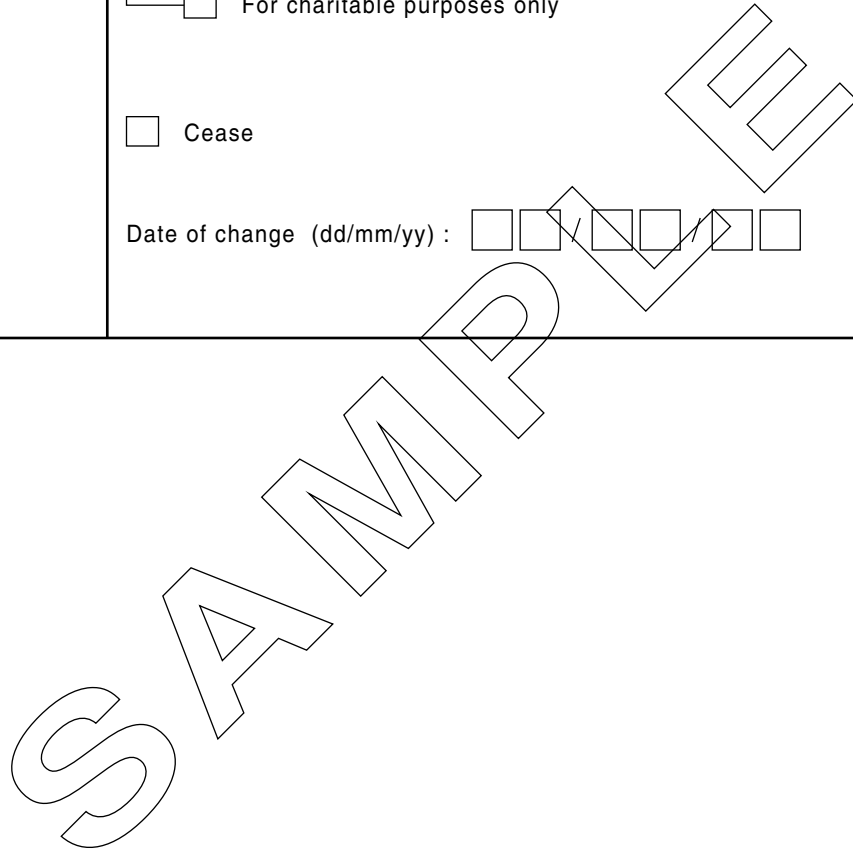 For charitable purposes only
Cease
Date of change (dd/mm/yy) : / /
SAMPLE